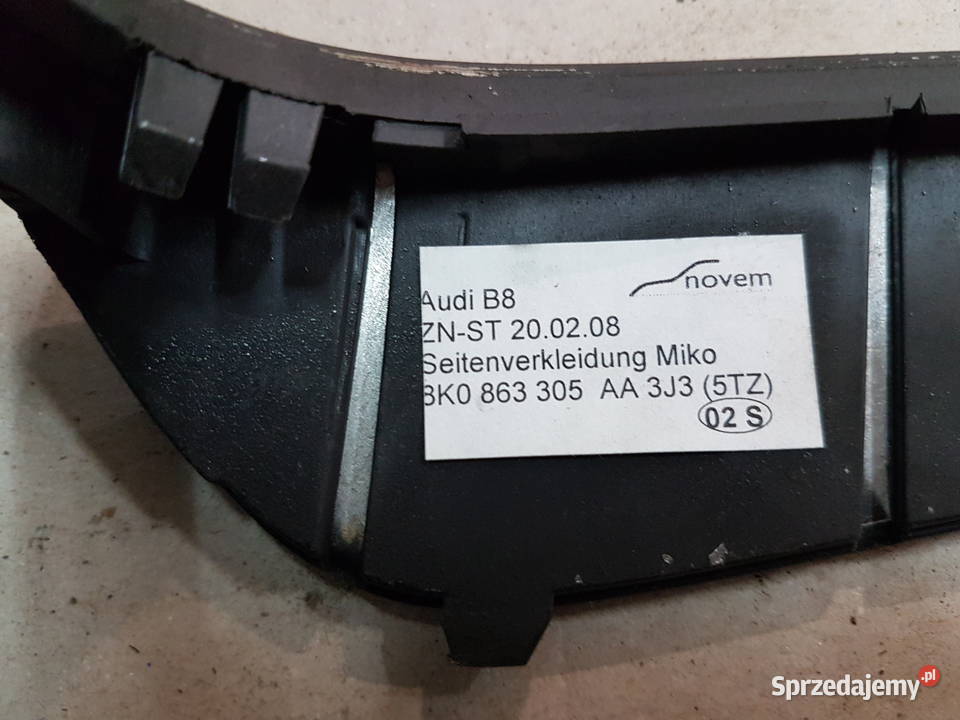 novem
Audi B8
ZN-ST 20.02.08
Seitenverkleidung Miko
8K0 863 305 AA 3J3 (5TZ)
02 S
Sprzedajemy.pl